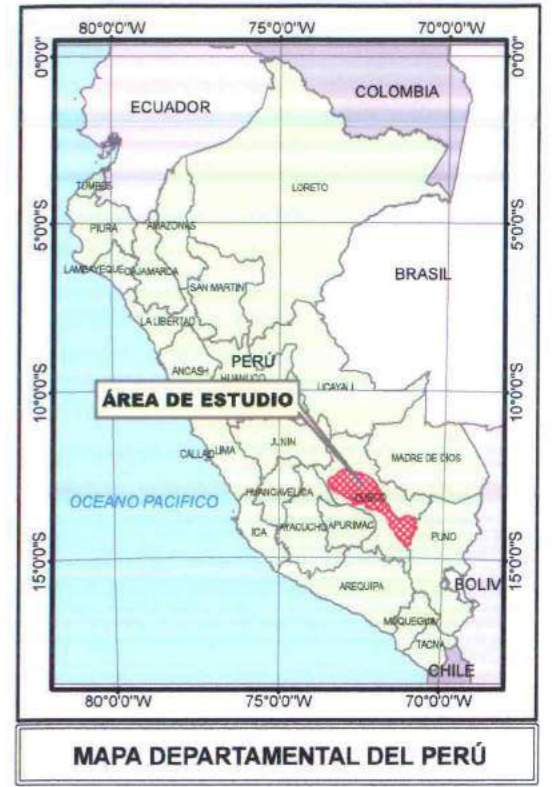 80°0'0"W 75°0'0"W 70°0'0"W
0°0'0" 0°0'0"
ECUADOR
COLOMBIA
TUMBES
LORETO
5°0'0"S 5°0'0"S
PIURA
AMAZONAS
LAMBAYEQUE
CAJAMARCA
BRASIL
SAN MARTIN
LA LIBERTAD
PERÚ
ANCASH
HUANUCO
UCAYALI
10°0'0"S 10°0'0"S
ÁREA DE ESTUDIO
JUNIN
CALLAO
LIMA
MADRE DE DIOS
HUANCAVELICA
CUSCO
OCEANO PACIFICO
ICA
AYACUCHO
APURIMAC
PUNO
15°0'0"S 15°0'0"S
AREQUIPA
BOLIV
MOQUEGUA
TACNA
CHILE
80°0'0"W 75°0'0"W 70°0'0"W
MAPA DEPARTAMENTAL DEL PERÚ